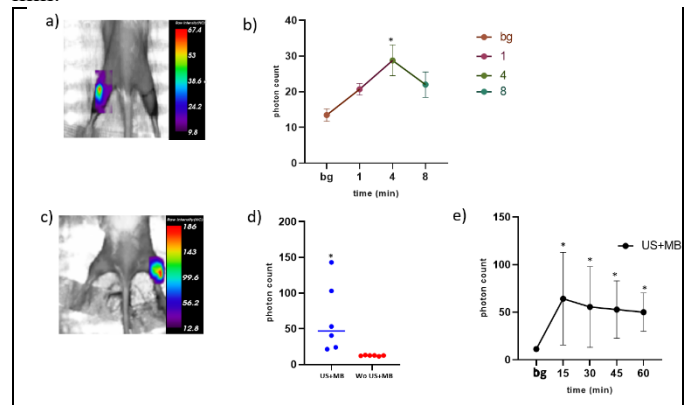 a)
67.4
53
38.6
24.2
9.8
b)
photon count
40
30
20
10
0
*
bg
1
4
8
time (min)
bg
1
4
8
c)
186
143
99.6
56.2
12.8
d)
photon count
200
150
100
50
0
*
US+MB
Wo US+MB
e)
photon count
150
100
50
0
* * * *
US+MB
bg
15
30
45
60
time (min)